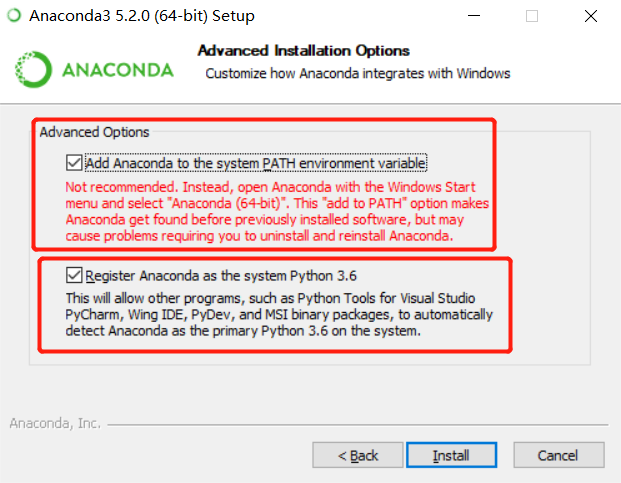 Anaconda3 5.2.0 (64-bit) Setup
Advanced Installation Options
Customize how Anaconda integrates with Windows
ANACONDA
Advanced Options
Add Anaconda to the system PATH environment variable
Not recommended. Instead, open Anaconda with the Windows Start
menu and select "Anaconda (64-bit)". This "add to PATH" option makes
Anaconda get found before previously installed software, but may
cause problems requiring you to uninstall and reinstall Anaconda.
Register Anaconda as the system Python 3.6
This will allow other programs, such as Python Tools for Visual Studio
PyCharm, Wing IDE, PyDev, and MSI binary packages, to automatically
detect Anaconda as the primary Python 3.6 on the system.
Anaconda, Inc.
< Back
Install
Cancel